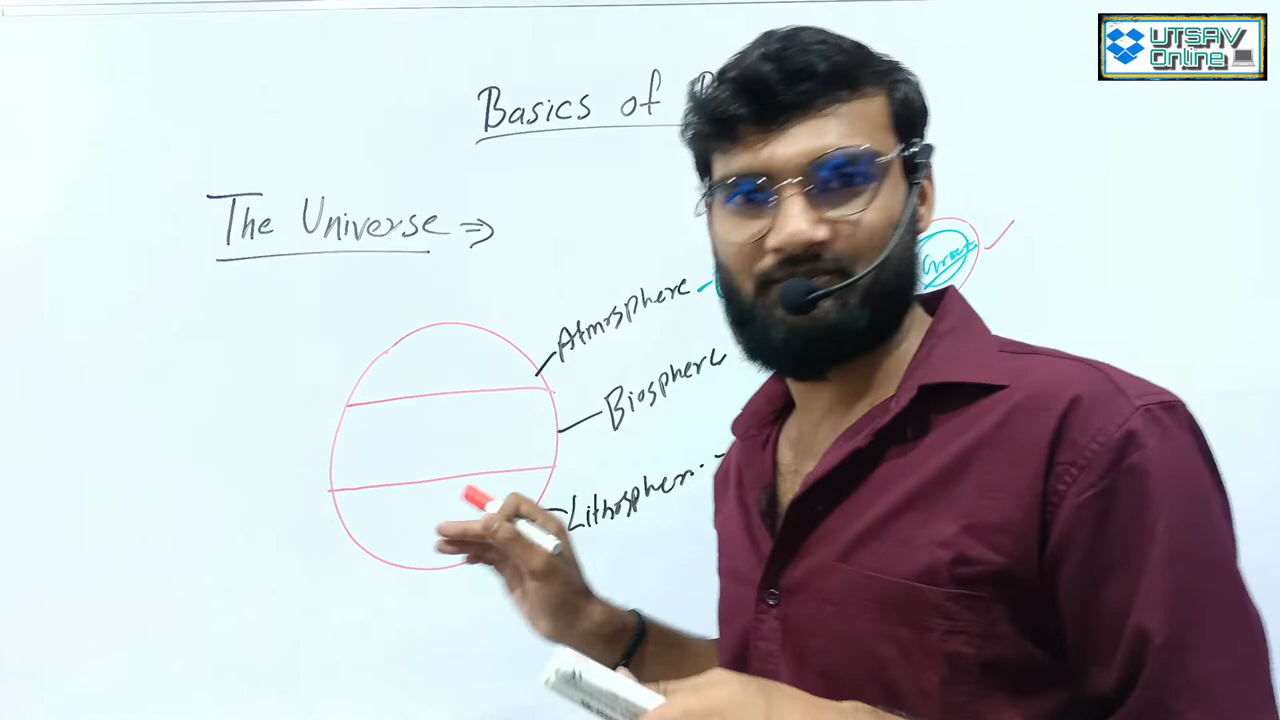 UTSAV
Online
Basics of
The Universe ⇒
Atmosphere
Biosphere
Lithospher